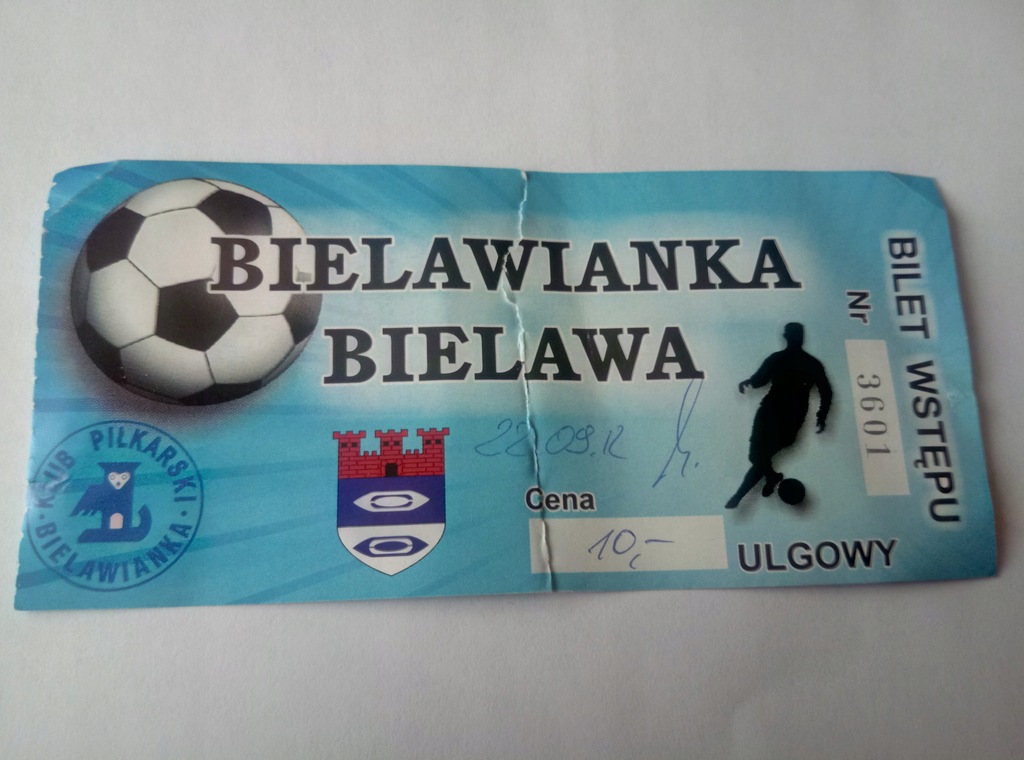 BIELAWIANKA
BIELAWA
22.09.12
Cena
10,-
ULGOWY
Nr 3601
BILET WSTĘPU
KLUB PIŁKARSKI
• BIELAWIANKA •